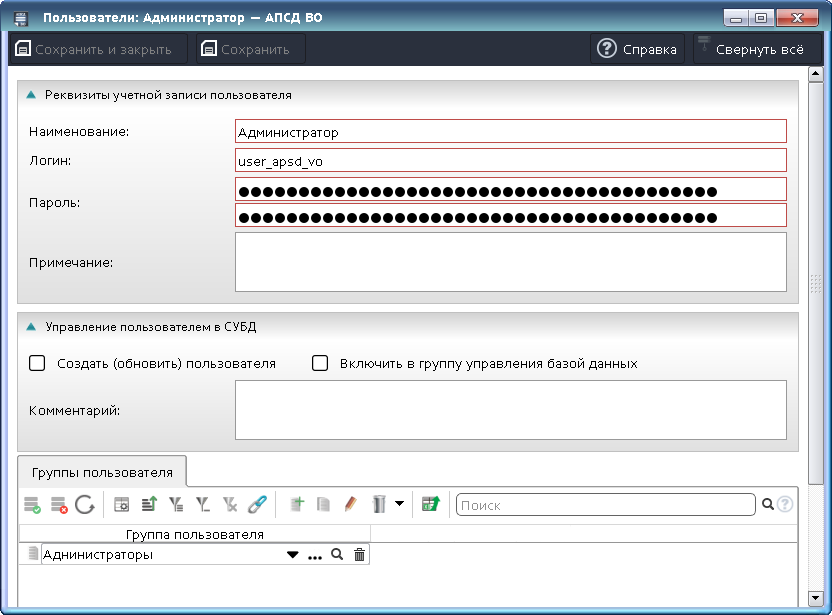 Пользователи: Администратор — АПСД ВО
Сохранить и закрыть
Сохранить
Справка
Свернуть всё
Реквизиты учетной записи пользователя
Наименование:
Администратор
Логин:
user_apsd_vo
Пароль:
Примечание:
Управление пользователем в СУБД
Создать (обновить) пользователя
Включить в группу управления базой данных
Комментарий:
Группы пользователя
Поиск
Группа пользователя
Администраторы